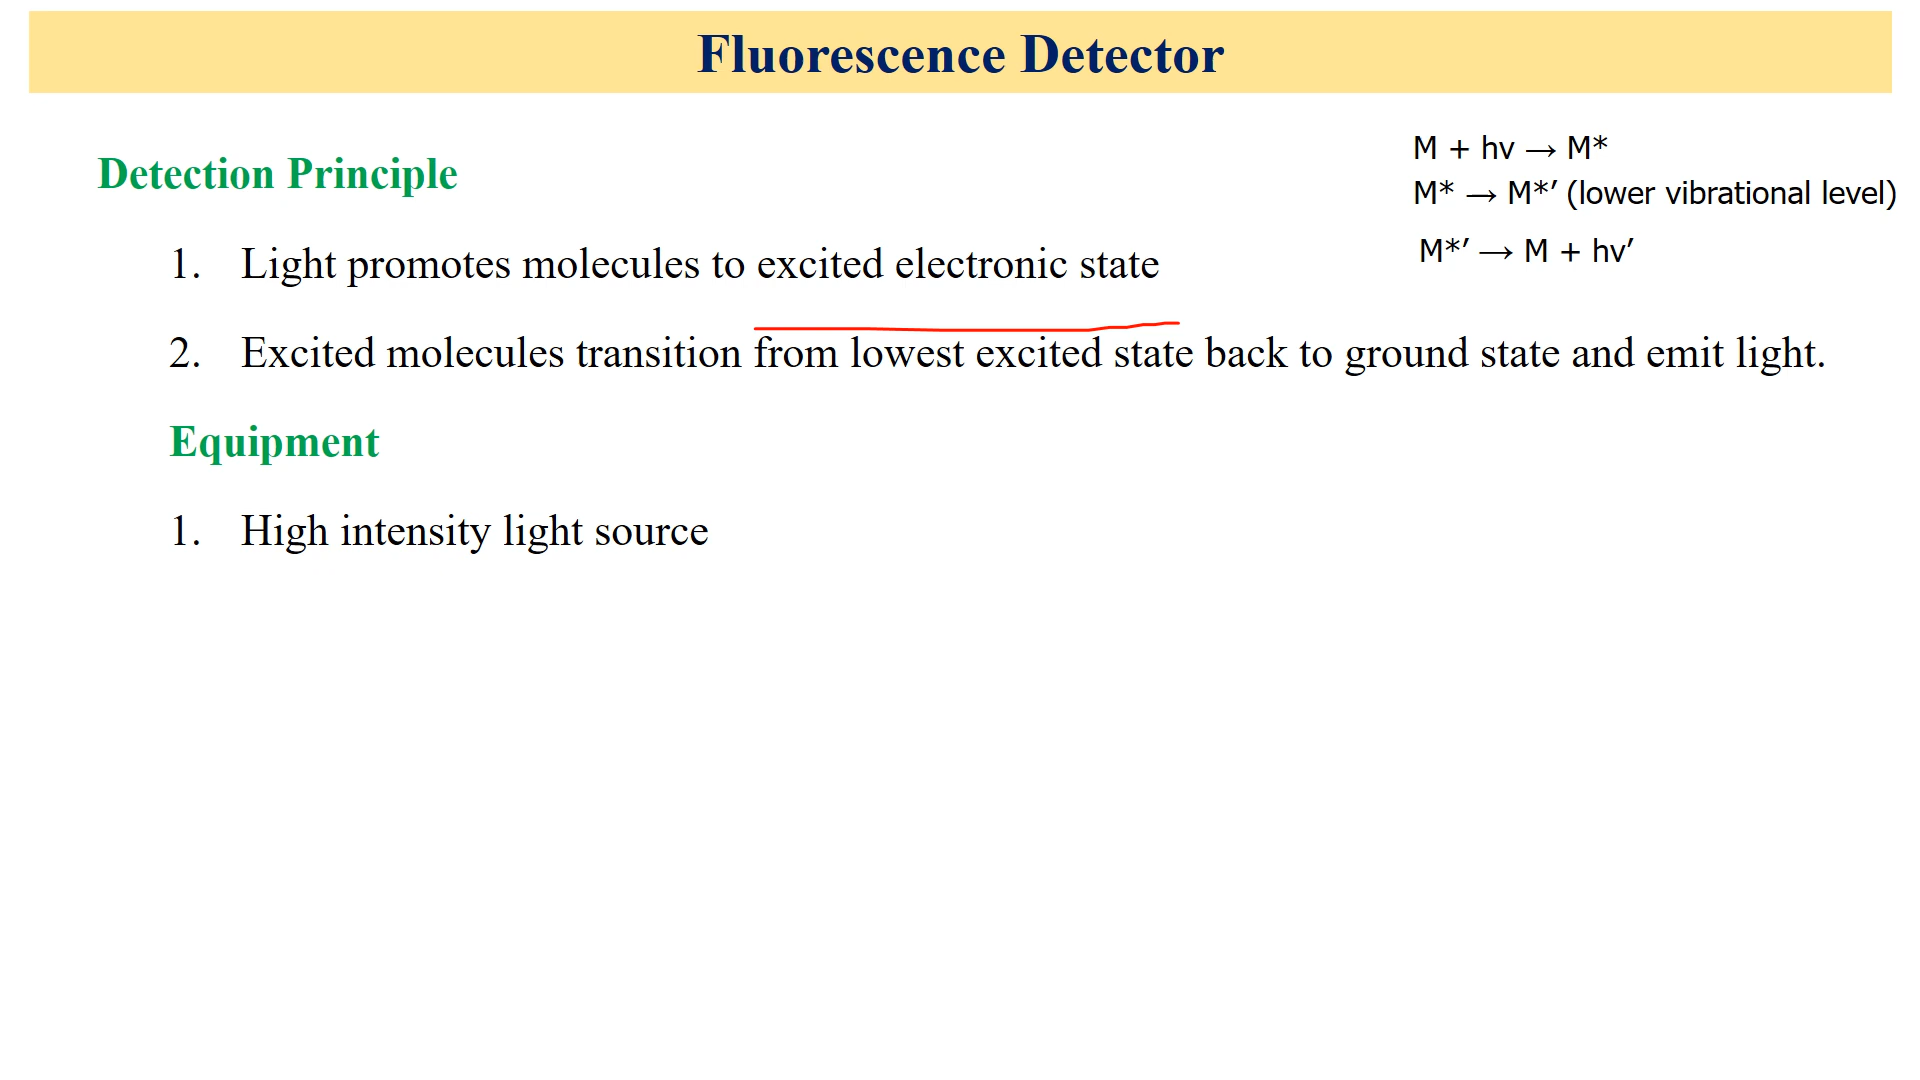 Fluorescence Detector
Detection Principle
M + hν → M*
M* → M*’ (lower vibrational level)
M*’ → M + hν’
1. Light promotes molecules to excited electronic state
2. Excited molecules transition from lowest excited state back to ground state and emit light.
Equipment
1. High intensity light source